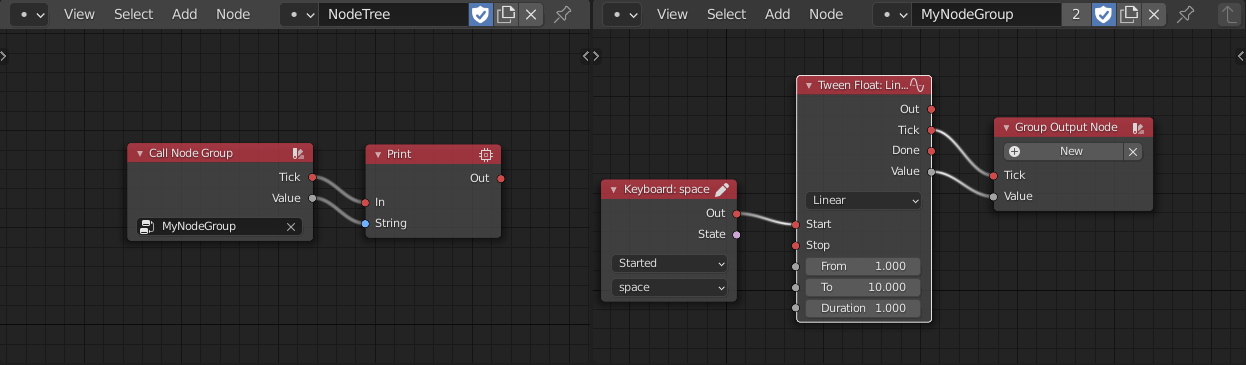 View Select Add Node NodeTree
Call Node Group
Tick
Value
MyNodeGroup
Print
Out
In
String
View Select Add Node MyNodeGroup 2
Keyboard: space
Out
State
Started
space
Tween Float: Lin...
Out
Tick
Done
Value
Linear
Start
Stop
From 1.000
To 10.000
Duration 1.000
Group Output Node
New
Tick
Value